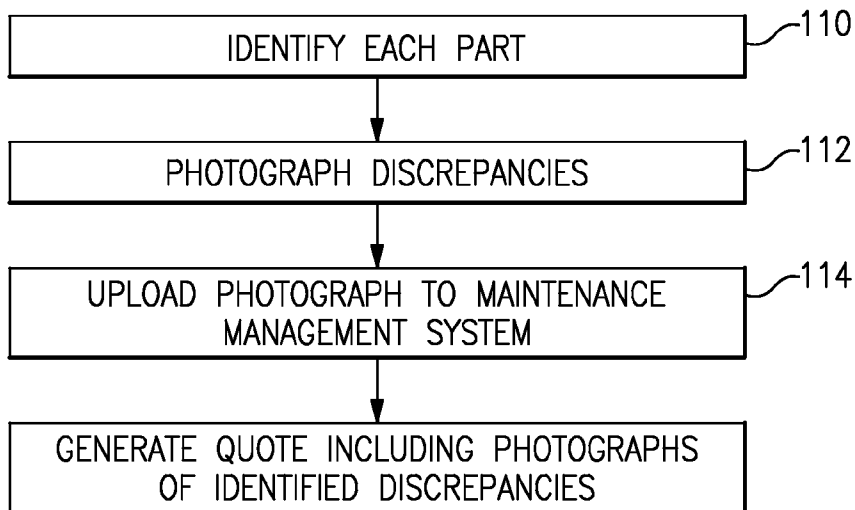 IDENTIFY EACH PART
110
PHOTOGRAPH DISCREPANCIES
112
UPLOAD PHOTOGRAPH TO MAINTENANCE
MANAGEMENT SYSTEM
114
GENERATE QUOTE INCLUDING PHOTOGRAPHS
OF IDENTIFIED DISCREPANCIES